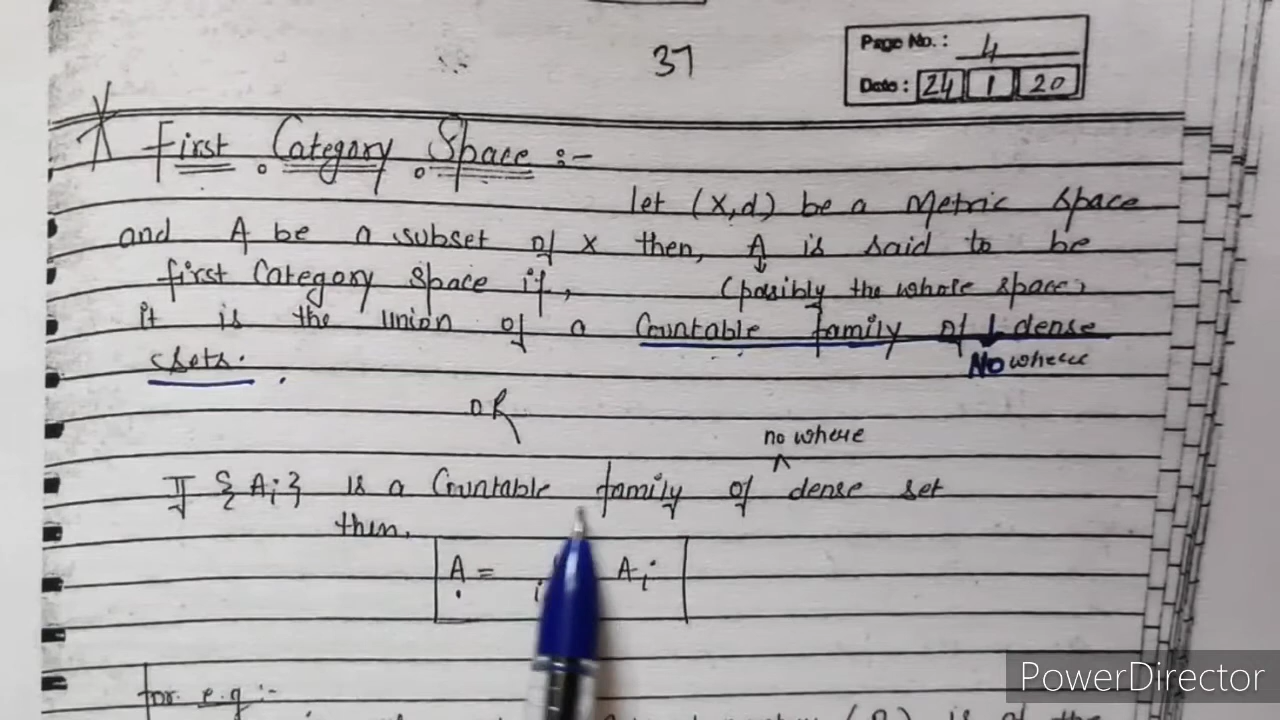 37
Page No.: 4
Date: 24 1 20
First Category Space :-
let (X,d) be a Metric Space
and A be a subset of X then, A is said to be
first Category Space if, (possibly the whole space)
it is the union of a Countable family of dense
No where
sets.
OR
no where
If {Ai} is a Countable family of dense set
then,
A = Ai
for e.g :-
is of the
PowerDirector